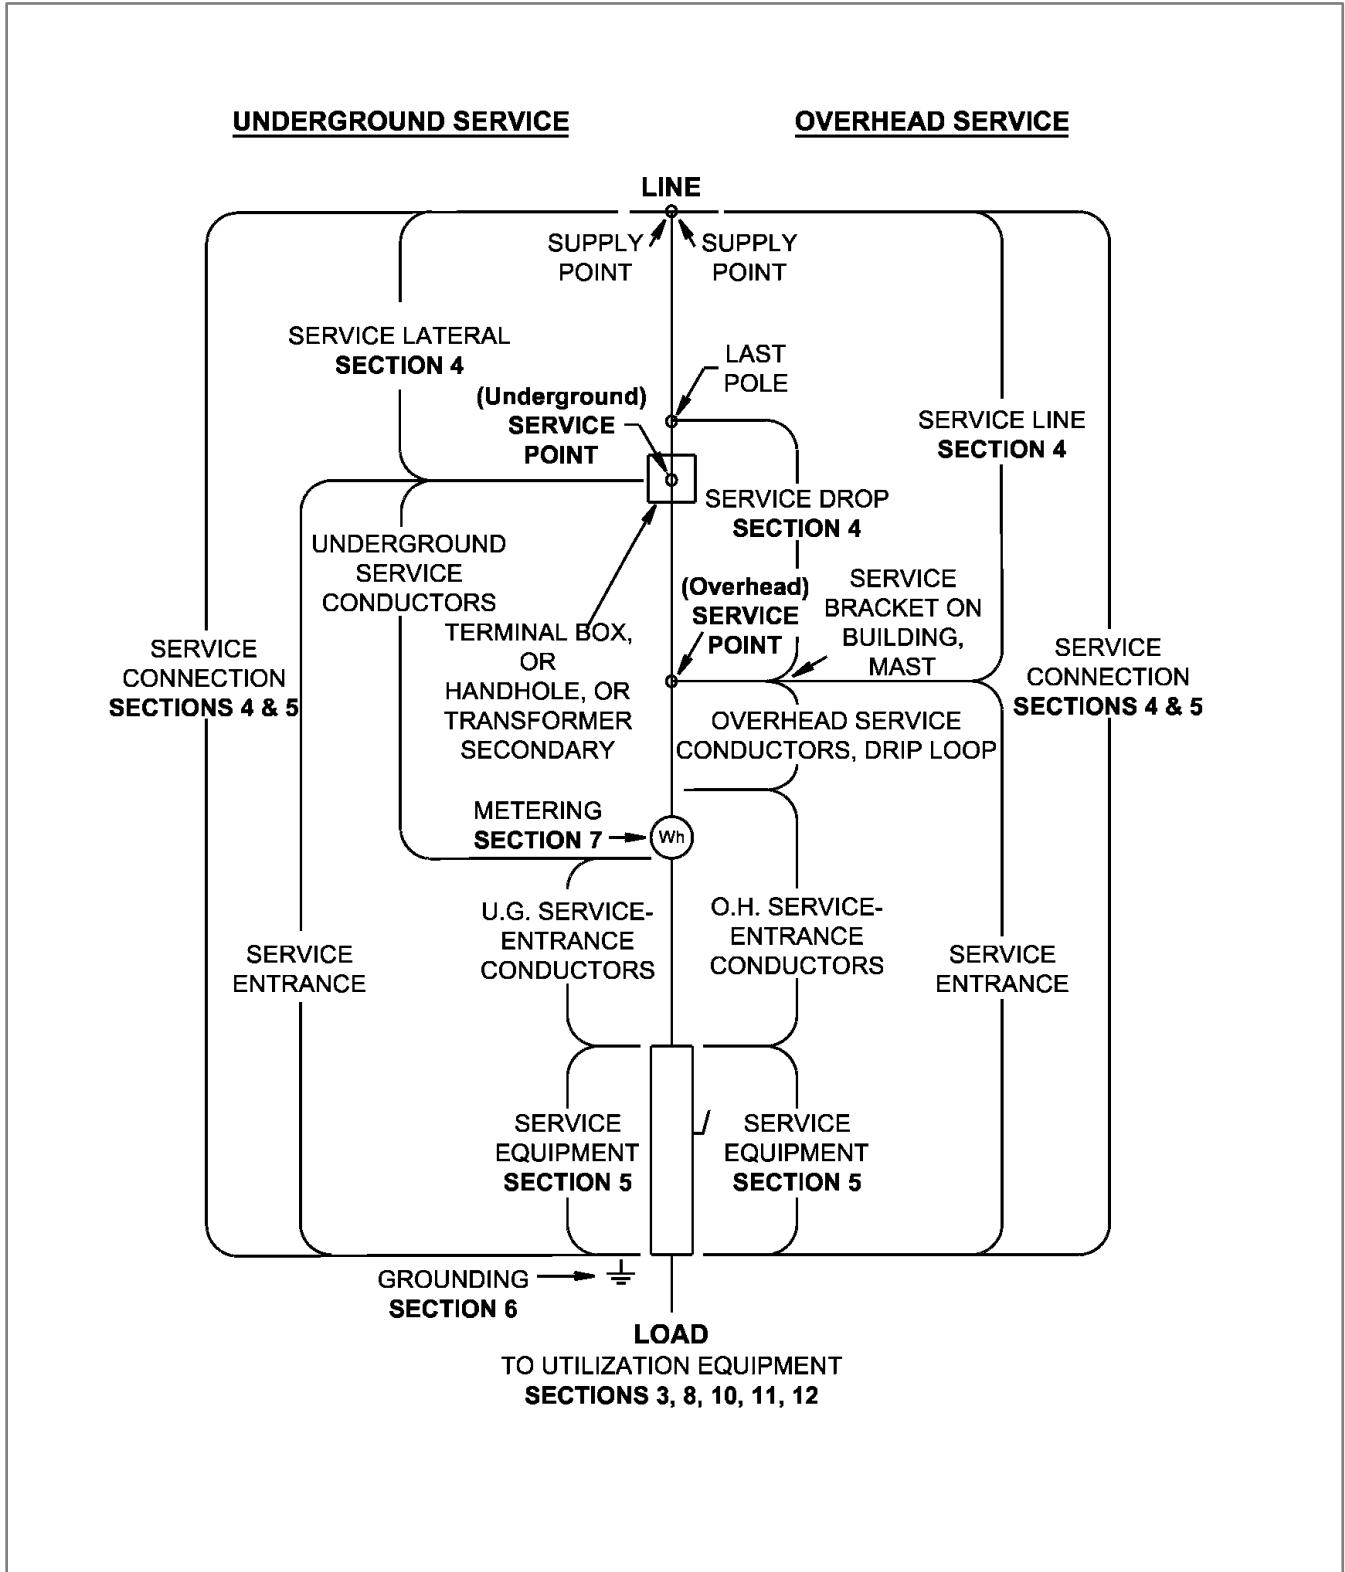 UNDERGROUND SERVICE
OVERHEAD SERVICE
LINE
SUPPLY
POINT
SUPPLY
POINT
SERVICE LATERAL
SECTION 4
LAST
POLE
(Underground)
SERVICE
POINT
SERVICE LINE
SECTION 4
SERVICE DROP
SECTION 4
UNDERGROUND
SERVICE
CONDUCTORS
(Overhead)
SERVICE
POINT
SERVICE
BRACKET ON
BUILDING,
MAST
TERMINAL BOX,
OR
HANDHOLE, OR
TRANSFORMER
SECONDARY
SERVICE
CONNECTION
SECTIONS 4 & 5
SERVICE
CONNECTION
SECTIONS 4 & 5
OVERHEAD SERVICE
CONDUCTORS, DRIP LOOP
METERING
SECTION 7
Wh
U.G. SERVICE-
ENTRANCE
CONDUCTORS
O.H. SERVICE-
ENTRANCE
CONDUCTORS
SERVICE
ENTRANCE
SERVICE
ENTRANCE
SERVICE
EQUIPMENT
SECTION 5
SERVICE
EQUIPMENT
SECTION 5
GROUNDING
SECTION 6
LOAD
TO UTILIZATION EQUIPMENT
SECTIONS 3, 8, 10, 11, 12